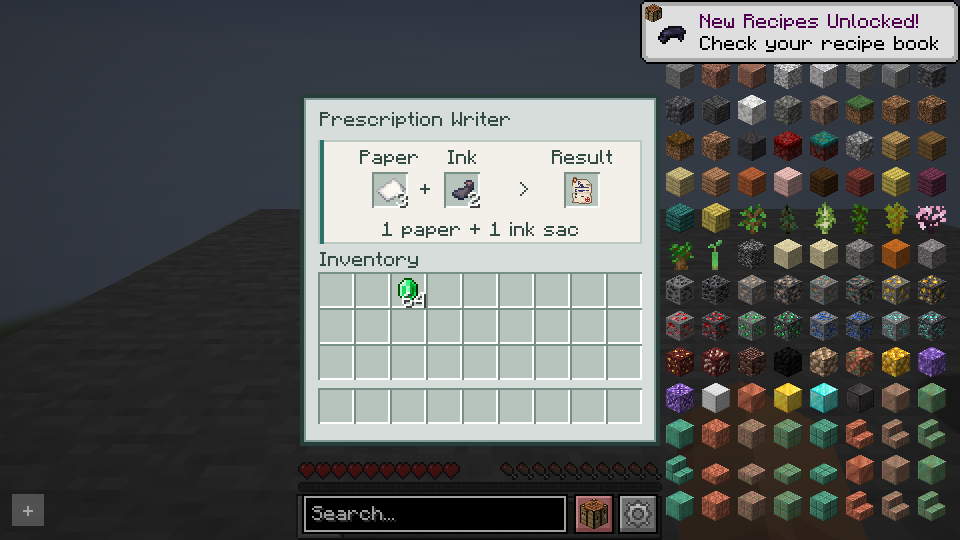 New Recipes Unlocked!
Check your recipe book
Prescription Writer
Paper Ink Result
3 + 2 >
1 paper + 1 ink sac
Inventory
64
Search...
+